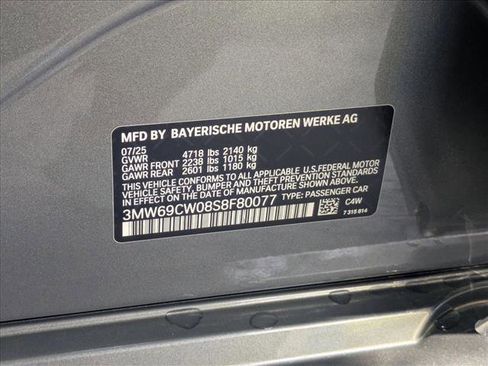 MFD BY BAYERISCHE MOTOREN WERKE AG
07/25
GVWR 4718 lbs 2140 kg
GAWR FRONT 2238 lbs 1015 kg
GAWR REAR 2601 lbs 1180 kg
THIS VEHICLE CONFORMS TO ALL APPLICABLE U.S. FEDERAL MOTOR
VEHICLE SAFETY, BUMPER, AND THEFT PREVENTION STANDARDS
IN EFFECT ON THE DATE OF MANUFACTURE SHOWN ABOVE.
3MW69CW08S8F80077 TYPE: PASSENGER CAR
C4W
7 315 814